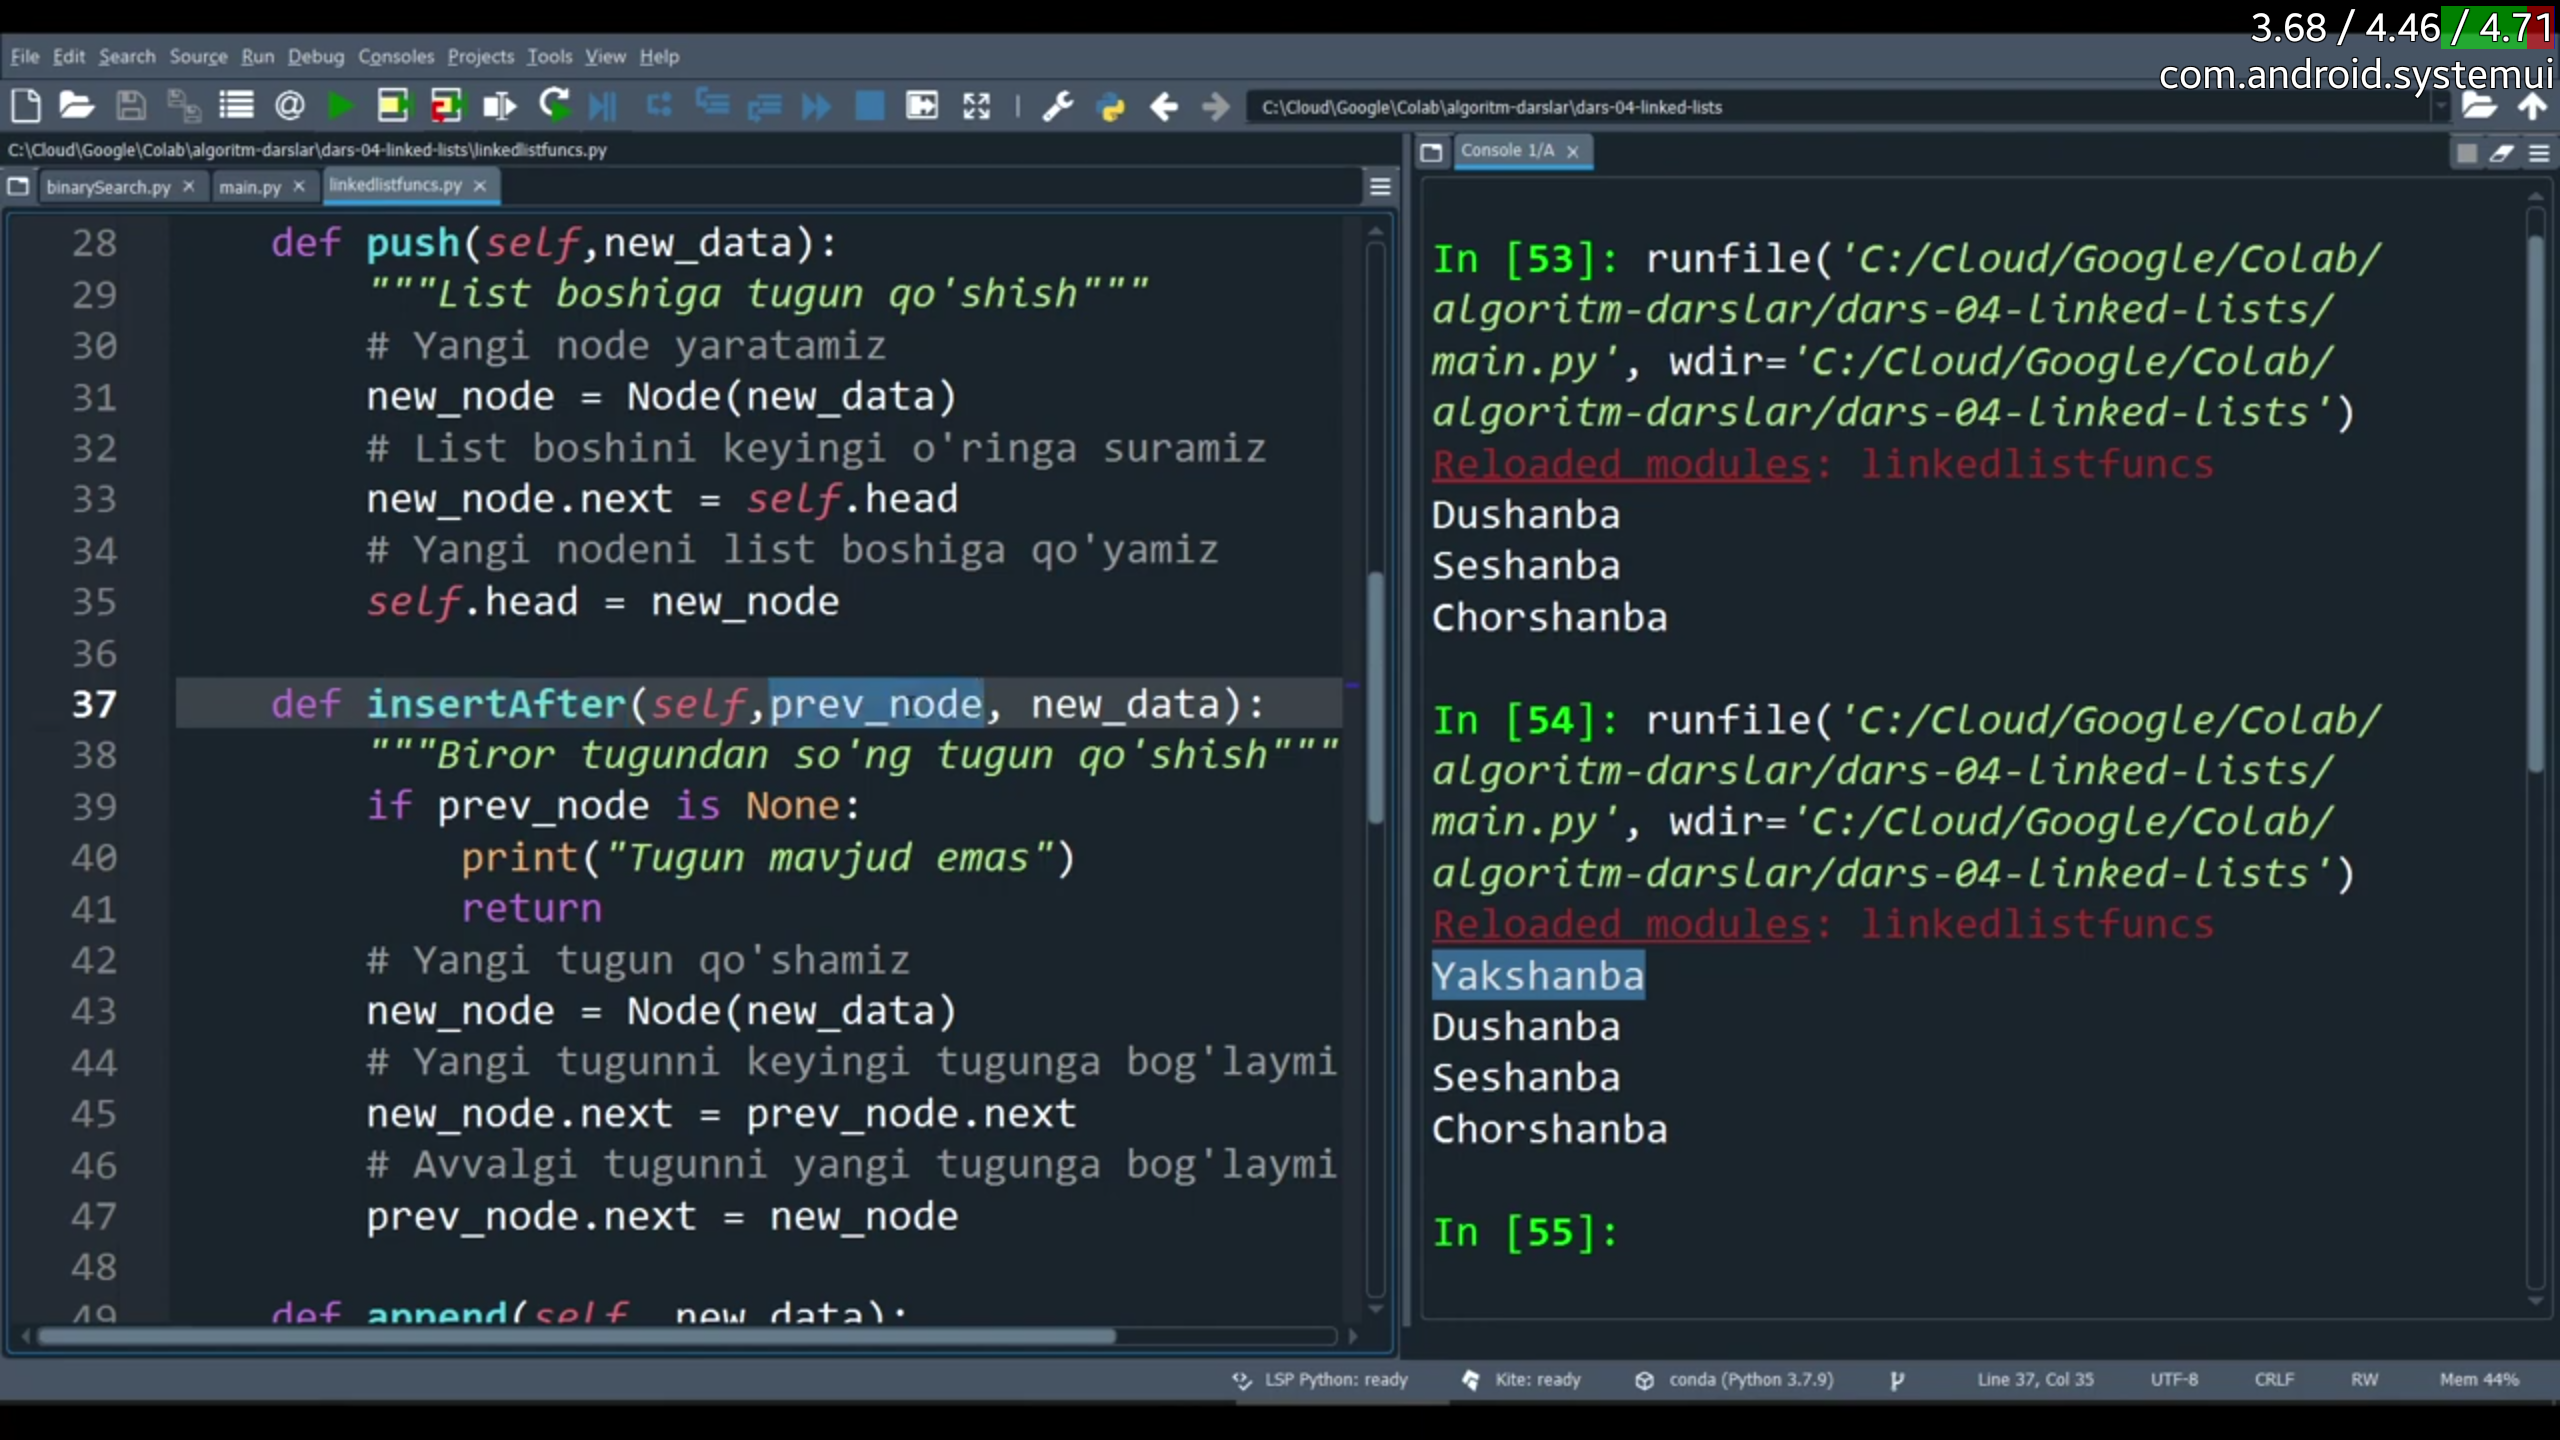 3.68 / 4.46 / 4.71
com.android.systemui
File Edit Search Source Run Debug Consoles Projects Tools View Help
C:\Cloud\Google\Colab\algoritm-darslar\dars-04-linked-lists
C:\Cloud\Google\Colab\algoritm-darslar\dars-04-linked-lists\linkedlistfuncs.py
binarySearch.py main.py linkedlistfuncs.py
28 def push(self,new_data):
29 """List boshiga tugun qo'shish"""
30 # Yangi node yaratamiz
31 new_node = Node(new_data)
32 # List boshini keyingi o'ringa suramiz
33 new_node.next = self.head
34 # Yangi nodeni list boshiga qo'yamiz
35 self.head = new_node
36
37 def insertAfter(self,prev_node, new_data):
38 """Biror tugundan so'ng tugun qo'shish"""
39 if prev_node is None:
40 print("Tugun mavjud emas")
41 return
42 # Yangi tugun qo'shamiz
43 new_node = Node(new_data)
44 # Yangi tugunni keyingi tugunga bog'laymi
45 new_node.next = prev_node.next
46 # Avvalgi tugunni yangi tugunga bog'laymi
47 prev_node.next = new_node
48
49 def append(self, new_data):
Console 1/A
In [53]: runfile('C:/Cloud/Google/Colab/
algoritm-darslar/dars-04-linked-lists/
main.py', wdir='C:/Cloud/Google/Colab/
algoritm-darslar/dars-04-linked-lists')
Reloaded modules: linkedlistfuncs
Dushanba
Seshanba
Chorshanba
In [54]: runfile('C:/Cloud/Google/Colab/
algoritm-darslar/dars-04-linked-lists/
main.py', wdir='C:/Cloud/Google/Colab/
algoritm-darslar/dars-04-linked-lists')
Reloaded modules: linkedlistfuncs
Yakshanba
Dushanba
Seshanba
Chorshanba
In [55]:
LSP Python: ready Kite: ready conda (Python 3.7.9) Line 37, Col 35 UTF-8 CRLF RW Mem 44%